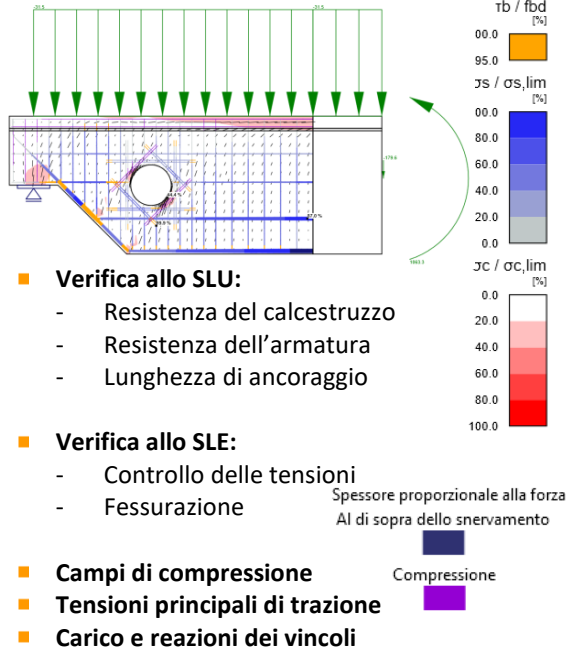 -31.5
-31.5
τb / fbd
[%]
00.0
95.0
σs / σs,lim
[%]
00.0
80.0
60.0
40.0
20.0
0.0
σc / σc,lim
[%]
0.0
20.0
40.0
60.0
80.0
100.0
Verifica allo SLU:
- Resistenza del calcestruzzo
- Resistenza dell'armatura
- Lunghezza di ancoraggio
Verifica allo SLE:
- Controllo delle tensioni
- Fessurazione
Spessore proporzionale alla forza
Al di sopra dello snervamento
Compressione
Campi di compressione
Tensioni principali di trazione
Carico e reazioni dei vincoli